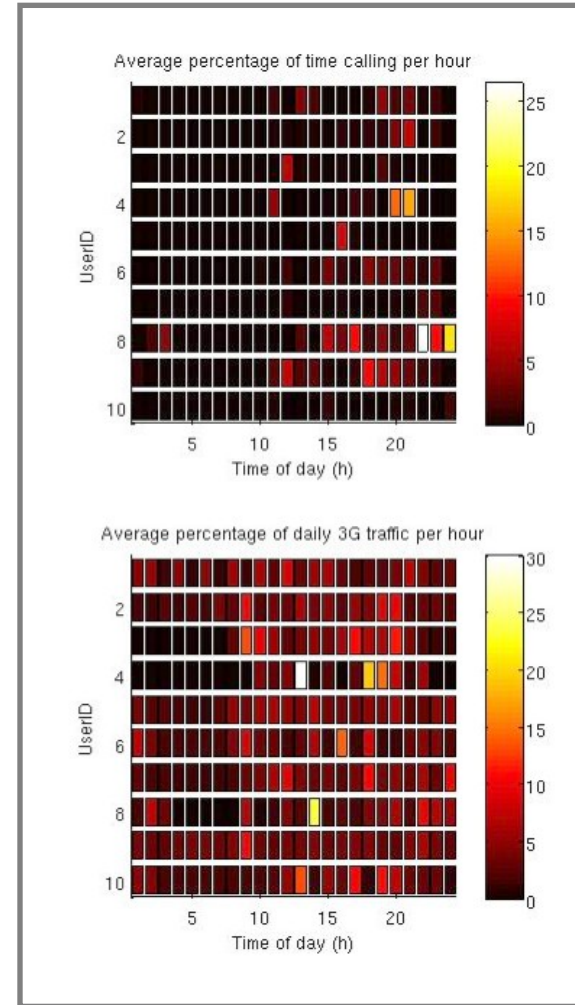 Average percentage of time calling per hour
UserID
2
4
6
8
10
5 10 15 20
Time of day (h)
25
20
15
10
5
0
Average percentage of daily 3G traffic per hour
UserID
2
4
6
8
10
5 10 15 20
Time of day (h)
30
25
20
15
10
5
0